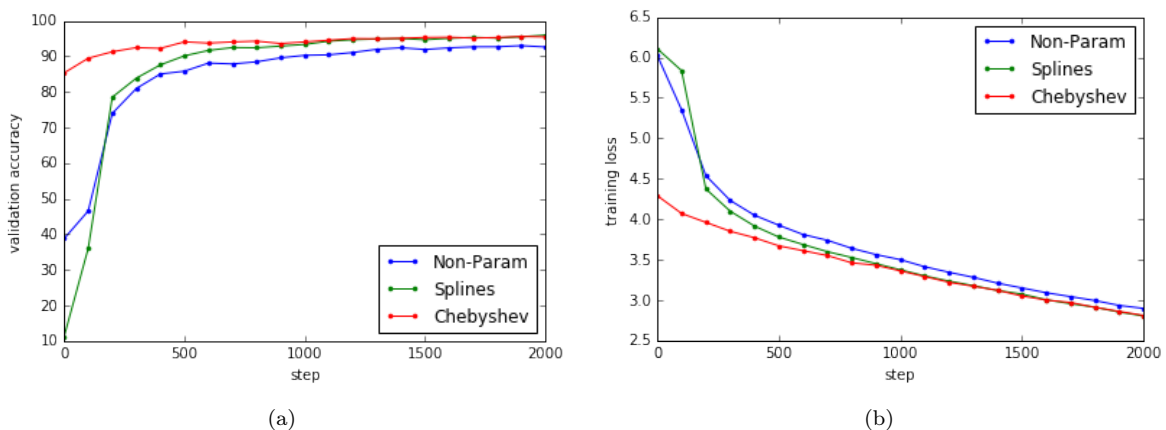 100
90
80
70
60
50
40
30
20
10
validation accuracy
Non-Param
Splines
Chebyshev
0 500 1000 1500 2000
step
(a)
6.5
6.0
5.5
5.0
4.5
4.0
3.5
3.0
2.5
training loss
Non-Param
Splines
Chebyshev
0 500 1000 1500 2000
step
(b)